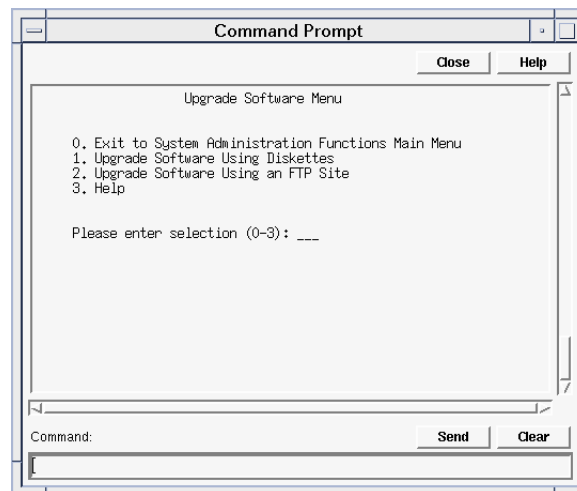 Command Prompt
Close Help
Upgrade Software Menu
0. Exit to System Administration Functions Main Menu
1. Upgrade Software Using Diskettes
2. Upgrade Software Using an FTP Site
3. Help
Please enter selection (0-3): ___
Command:
Send Clear